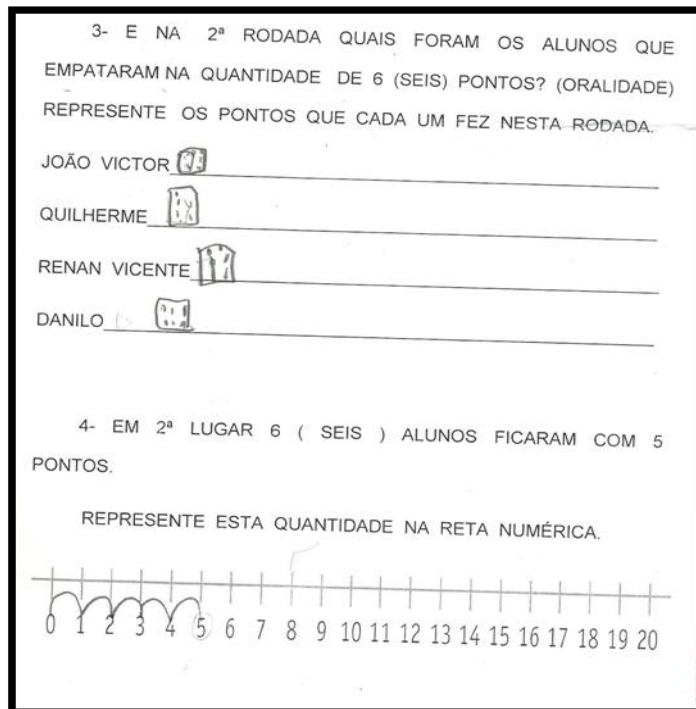 3- E NA 2ª RODADA QUAIS FORAM OS ALUNOS QUE
EMPATARAM NA QUANTIDADE DE 6 (SEIS) PONTOS? (ORALIDADE)
REPRESENTE OS PONTOS QUE CADA UM FEZ NESTA RODADA.
JOÃO VICTOR
QUILHERME
RENAN VICENTE
DANILO
4- EM 2ª LUGAR 6 ( SEIS ) ALUNOS FICARAM COM 5
PONTOS.
REPRESENTE ESTA QUANTIDADE NA RETA NUMÉRICA.
0 1 2 3 4 5 6 7 8 9 10 11 12 13 14 15 16 17 18 19 20